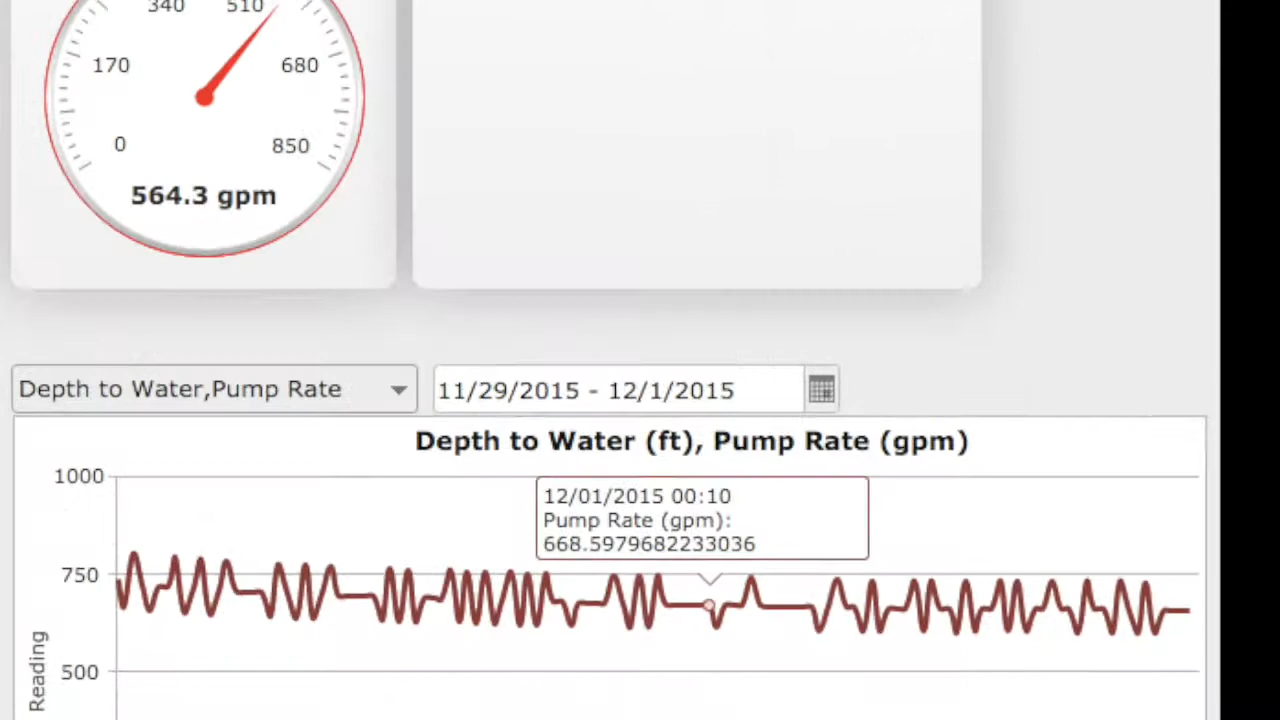 340 510
170 680
0 850
564.3 gpm
Depth to Water,Pump Rate 11/29/2015 - 12/1/2015
Depth to Water (ft), Pump Rate (gpm)
1000
12/01/2015 00:10
Pump Rate (gpm):
668.5979682233036
750
500
Reading